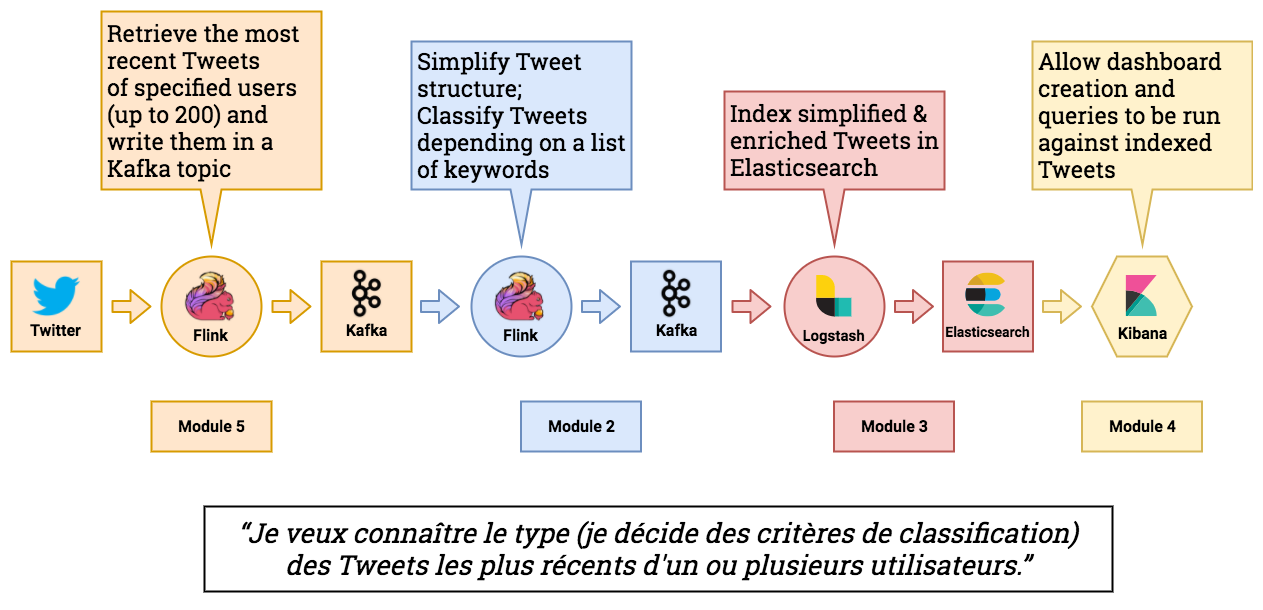 Retrieve the most
recent Tweets
of specified users
(up to 200) and
write them in a
Kafka topic
Simplify Tweet
structure;
Classify Tweets
depending on a list
of keywords
Index simplified &
enriched Tweets in
Elasticsearch
Allow dashboard
creation and
queries to be run
against indexed
Tweets
Twitter
Flink
Kafka
Flink
Kafka
Logstash
Elasticsearch
Kibana
Module 5
Module 2
Module 3
Module 4
“Je veux connaître le type (je décide des critères de classification)
des Tweets les plus récents d'un ou plusieurs utilisateurs.”